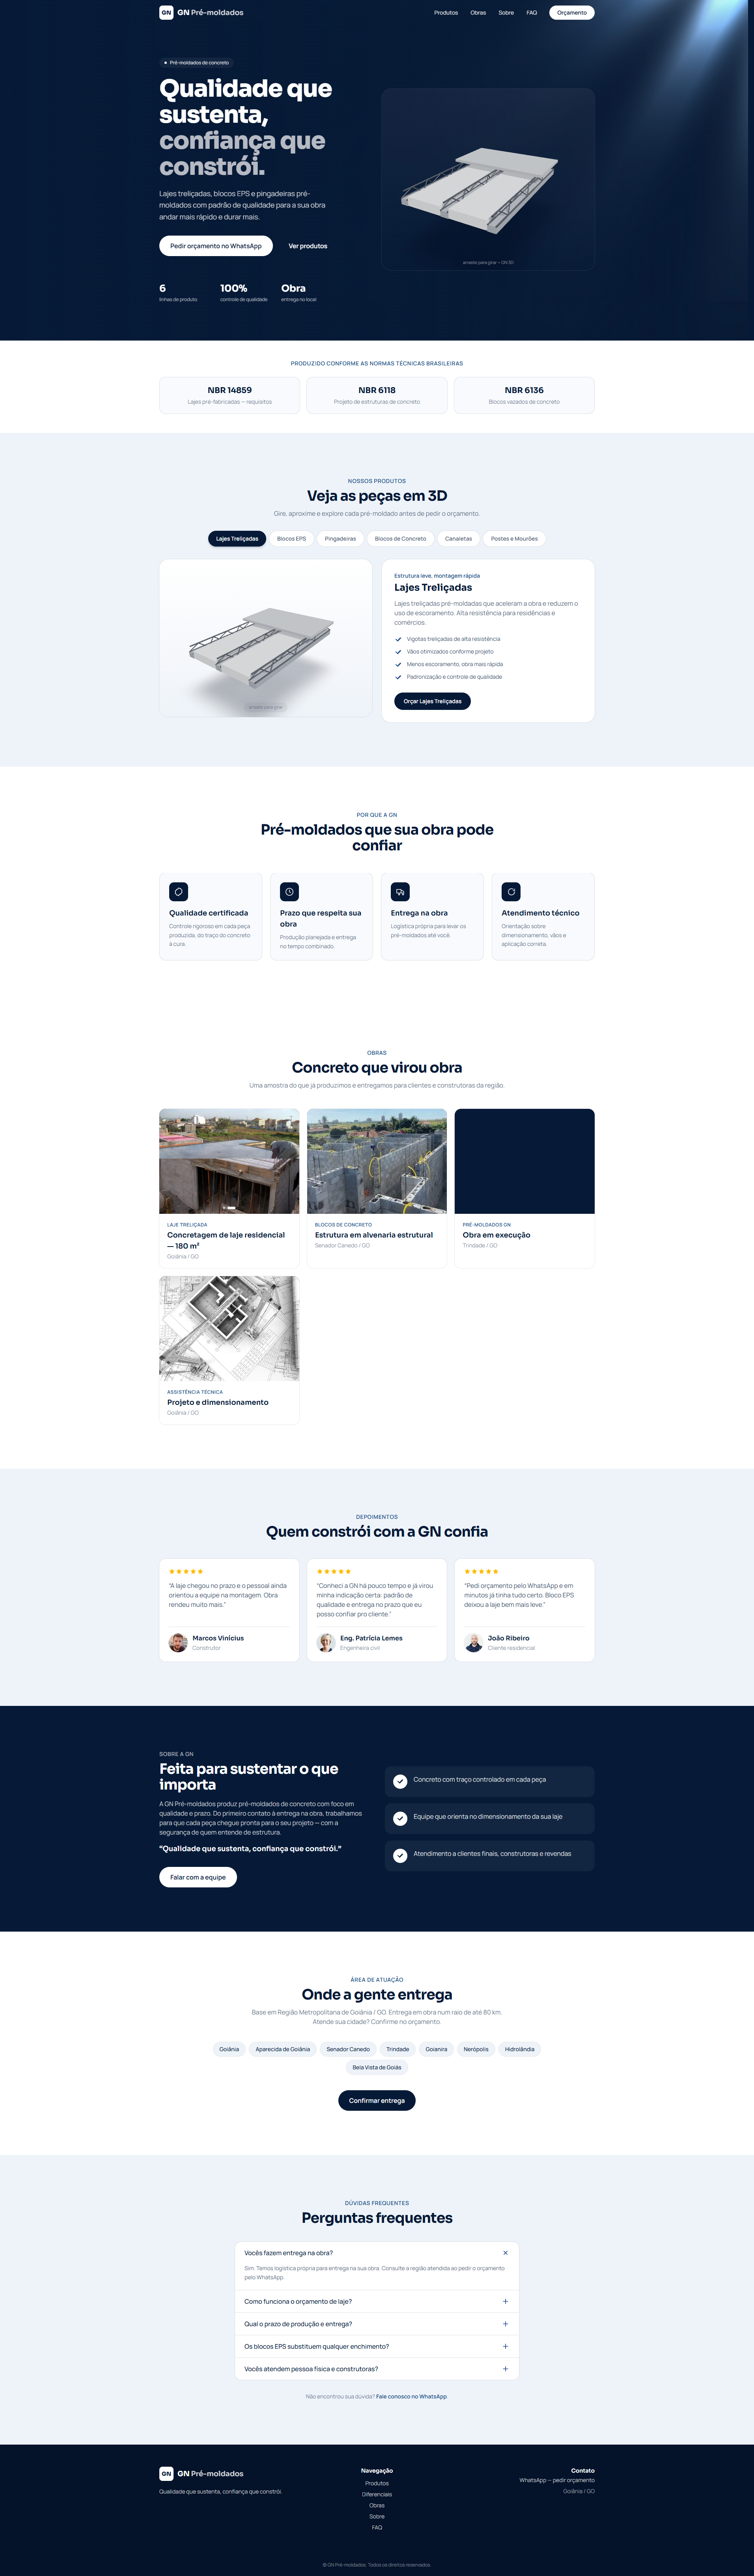 GN GN Pré-moldados
Produtos Obras Sobre FAQ Orçamento
Pré-moldados de concreto
Qualidade que
sustenta,
confiança que
constrói.
Lajes treliçadas, blocos EPS e pingadeiras pré-
moldados com padrão de qualidade para a sua obra
andar mais rápido e durar mais.
Pedir orçamento no WhatsApp Ver produtos
6
linhas de produto
100%
controle de qualidade
Obra
entrega no local
arraste para girar • GN 3D
PRODUZIDO CONFORME AS NORMAS TÉCNICAS BRASILEIRAS
NBR 14859
Lajes pré-fabricadas — requisitos
NBR 6118
Projeto de estruturas de concreto
NBR 6136
Blocos vazados de concreto
NOSSOS PRODUTOS
Veja as peças em 3D
Gire, aproxime e explore cada pré-moldado antes de pedir o orçamento.
Lajes Treliçadas Blocos EPS Pingadeiras Blocos de Concreto Canaletas Postes e Mourões
arraste para girar
Estrutura leve, montagem rápida
Lajes Treliçadas
Lajes treliçadas pré-moldadas que aceleram a obra e reduzem o
uso de escoramento. Alta resistência para residências e
comércios.
Vigotas treliçadas de alta resistência
Vãos otimizados conforme projeto
Menos escoramento, obra mais rápida
Padronização e controle de qualidade
Orçar Lajes Treliçadas
POR QUE A GN
Pré-moldados que sua obra pode
confiar
Qualidade certificada
Controle rigoroso em cada peça
produzida, do traço do concreto
à cura.
Prazo que respeita sua
obra
Produção planejada e entrega
no tempo combinado.
Entrega na obra
Logística própria para levar os
pré-moldados até você.
Atendimento técnico
Orientação sobre
dimensionamento, vãos e
aplicação correta.
OBRAS
Concreto que virou obra
Uma amostra do que já produzimos e entregamos para clientes e construtoras da região.
LAJE TRELIÇADA
Concretagem de laje residencial
— 180 m²
Goiânia / GO
BLOCOS DE CONCRETO
Estrutura em alvenaria estrutural
Senador Canedo / GO
PRÉ-MOLDADOS GN
Obra em execução
Trindade / GO
ASSISTÊNCIA TÉCNICA
Projeto e dimensionamento
Goiânia / GO
DEPOIMENTOS
Quem constrói com a GN confia
"A laje chegou no prazo e o pessoal ainda
orientou a equipe na montagem. Obra
rendeu muito mais."
Marcos Vinícius
Construtor
"Conheci a GN há pouco tempo e já virou
minha indicação certa: padrão de
qualidade e entrega no prazo que eu
posso confiar pro cliente."
Eng. Patrícia Lemes
Engenheira civil
"Pedi orçamento pelo WhatsApp e em
minutos já tinha tudo certo. Bloco EPS
deixou a laje bem mais leve."
João Ribeiro
Cliente residencial
SOBRE A GN
Feita para sustentar o que
importa
A GN Pré-moldados produz pré-moldados de concreto com foco em
qualidade e prazo. Do primeiro contato à entrega na obra, trabalhamos
para que cada peça chegue pronta para o seu projeto — com a
segurança de quem entende de estrutura.
"Qualidade que sustenta, confiança que constrói."
Falar com a equipe
Concreto com traço controlado em cada peça
Equipe que orienta no dimensionamento da sua laje
Atendimento a clientes finais, construtoras e revendas
ÁREA DE ATUAÇÃO
Onde a gente entrega
Base em Região Metropolitana de Goiânia / GO. Entrega em obra num raio de até 60 km.
Atende sua cidade? Confirme no orçamento.
Goiânia Aparecida de Goiânia Senador Canedo Trindade Goianira Nerópolis Hidrolândia
Bela Vista de Goiás
Confirmar entrega
DÚVIDAS FREQUENTES
Perguntas frequentes
Vocês fazem entrega na obra?
Sim. Temos logística própria para entrega na sua obra. Consulte a região atendida ao pedir o orçamento
pelo WhatsApp.
Como funciona o orçamento de laje?
Qual o prazo de produção e entrega?
Os blocos EPS substituem qualquer enchimento?
Vocês atendem pessoa física e construtoras?
Não encontrou sua dúvida? Fale conosco no WhatsApp
GN GN Pré-moldados
Qualidade que sustenta, confiança que constrói.
Navegação
Produtos
Diferenciais
Obras
Sobre
FAQ
Contato
WhatsApp — pedir orçamento
Goiânia / GO
© GN Pré-moldados. Todos os direitos reservados.